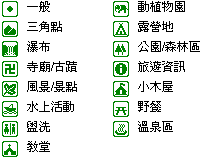 一般
三角點
瀑布
寺廟/古蹟
風景/景點
水上活動
盥洗
教堂
動植物園
露營地
公園/森林區
旅遊資訊
小木屋
野餐
溫泉區